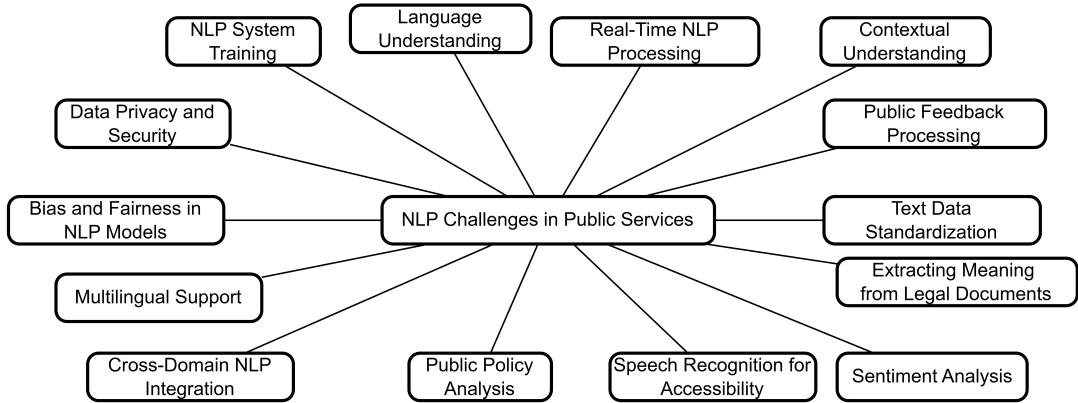 NLP System
Training
Language
Understanding
Real-Time NLP
Processing
Contextual
Understanding
Data Privacy and
Security
Public Feedback
Processing
Bias and Fairness in
NLP Models
NLP Challenges in Public Services
Text Data
Standardization
Multilingual Support
Extracting Meaning
from Legal Documents
Cross-Domain NLP
Integration
Public Policy
Analysis
Speech Recognition for
Accessibility
Sentiment Analysis